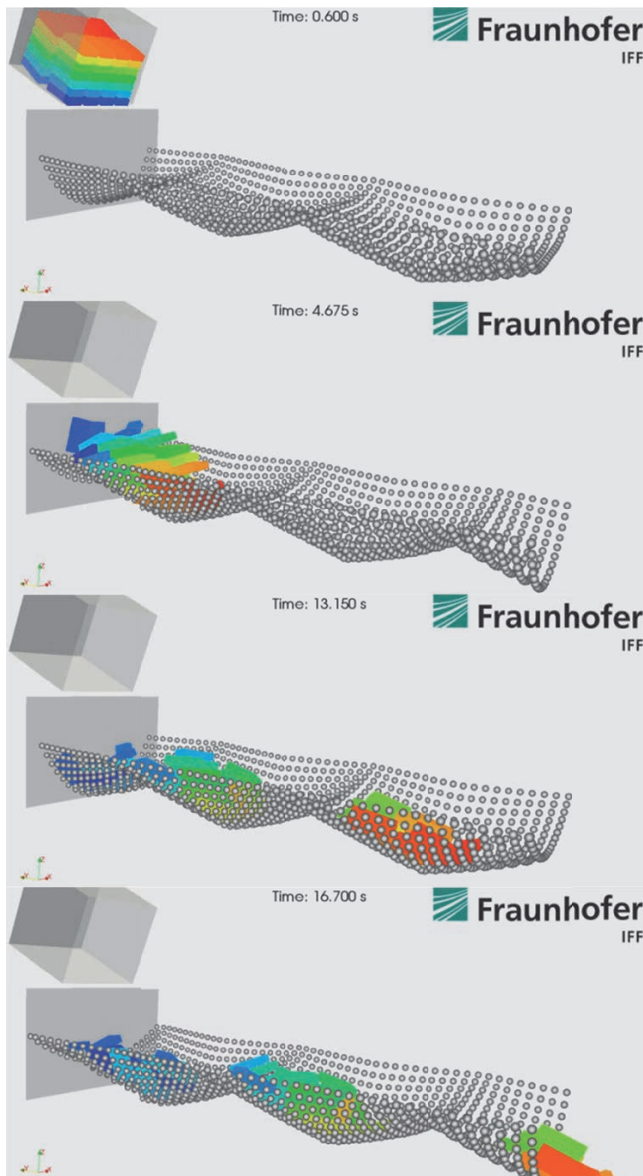 Time: 0.600 s
Fraunhofer
IFF
Time: 4.675 s
Fraunhofer
IFF
Time: 13.150 s
Fraunhofer
IFF
Time: 16.700 s
Fraunhofer
IFF